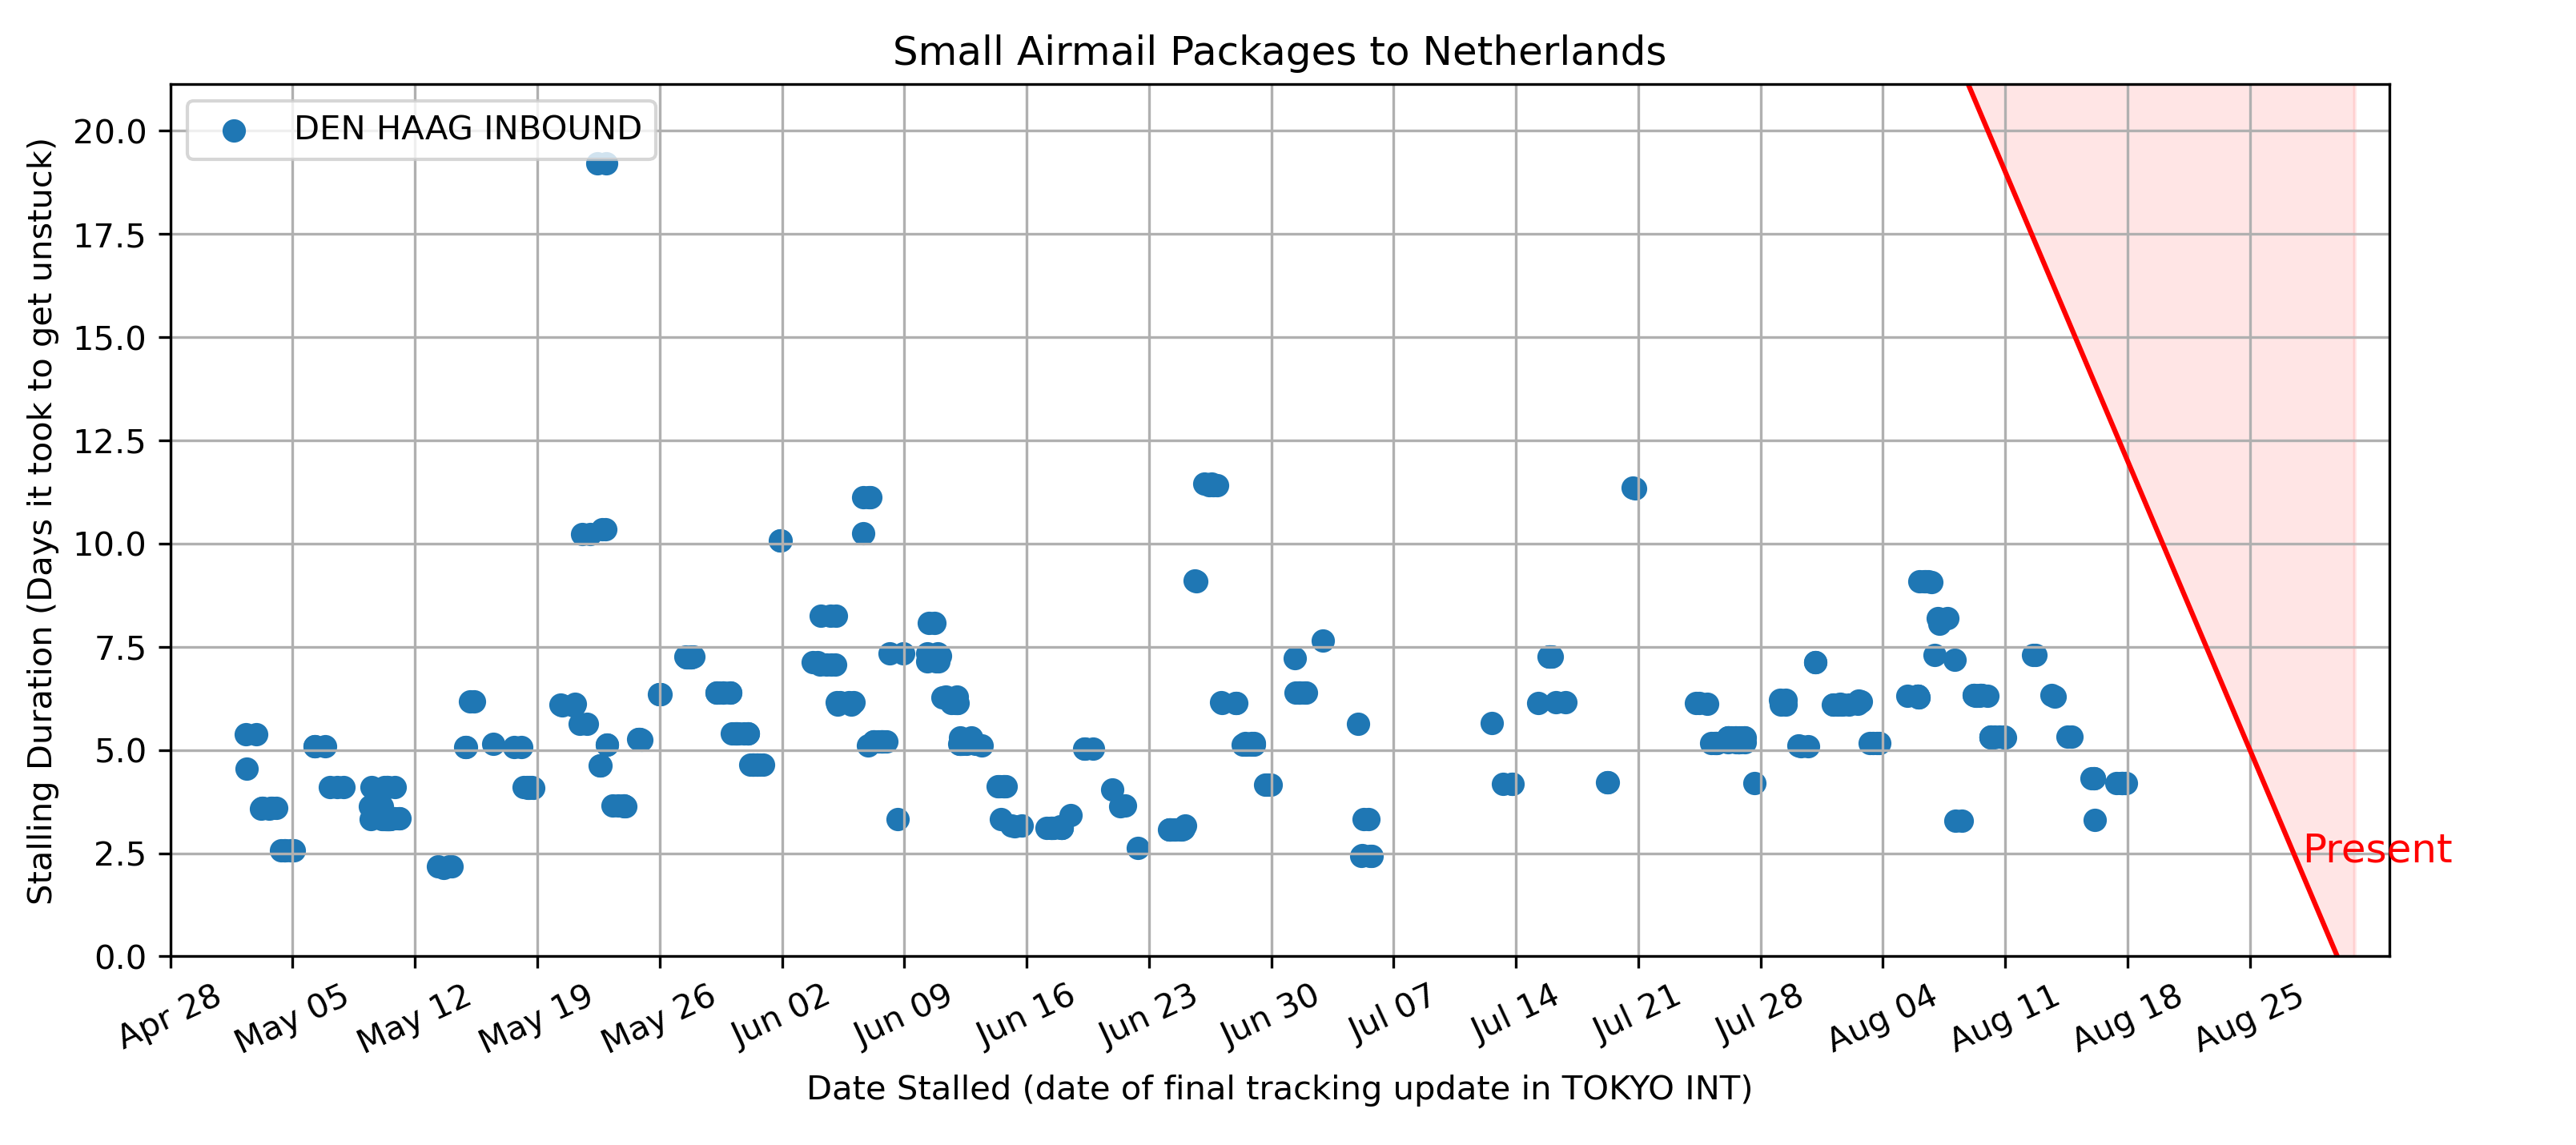 Small Airmail Packages to Netherlands
DEN HAAG INBOUND
Stalling Duration (Days it took to get unstuck)
20.0
17.5
15.0
12.5
10.0
7.5
5.0
2.5
0.0
Present
Apr 28
May 05
May 12
May 19
May 26
Jun 02
Jun 09
Jun 16
Jun 23
Jun 30
Jul 07
Jul 14
Jul 21
Jul 28
Aug 04
Aug 11
Aug 18
Aug 25
Date Stalled (date of final tracking update in TOKYO INT)